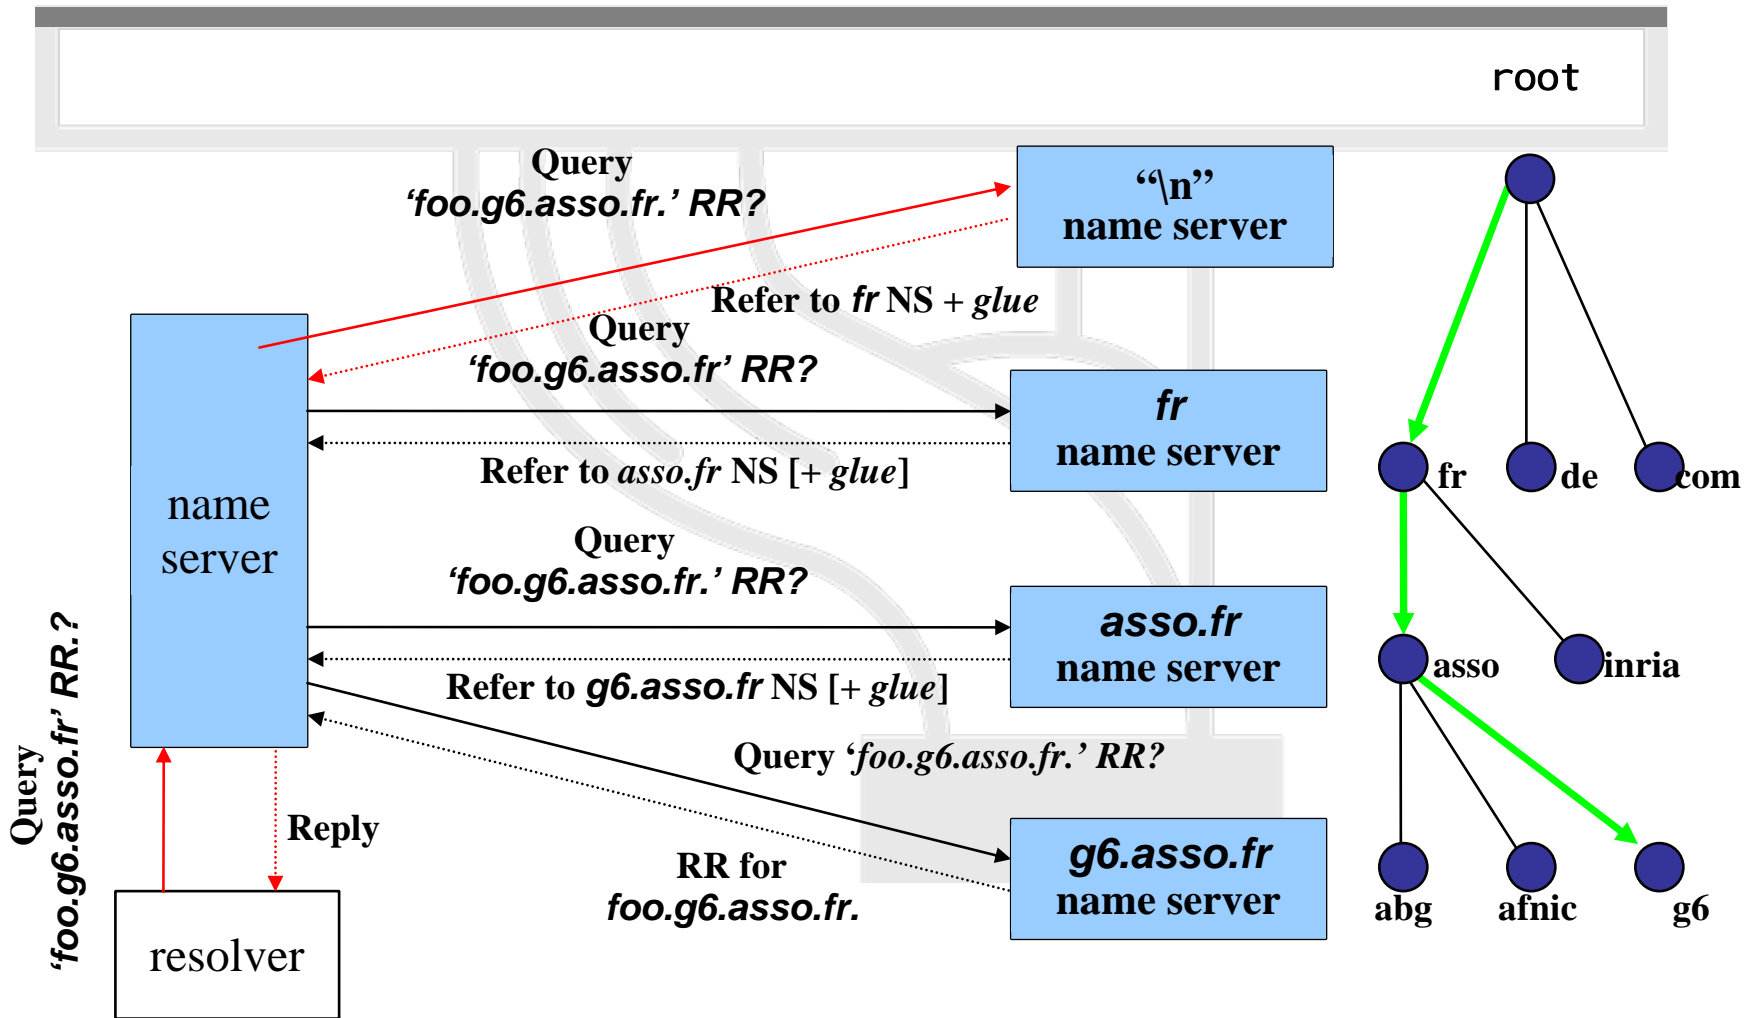 root
Query
‘foo.g6.asso.fr.’ RR?
“\n”
name server
Refer to fr NS + glue
Query
‘foo.g6.asso.fr’ RR?
fr
name server
Refer to asso.fr NS [+ glue]
fr
de
com
name
server
Query
‘foo.g6.asso.fr.’ RR?
asso.fr
name server
Refer to g6.asso.fr NS [+ glue]
asso
inria
Query ‘foo.g6.asso.fr.’ RR?
Query
‘foo.g6.asso.fr’ RR.?
Reply
RR for
foo.g6.asso.fr.
g6.asso.fr
name server
abg
afnic
g6
resolver